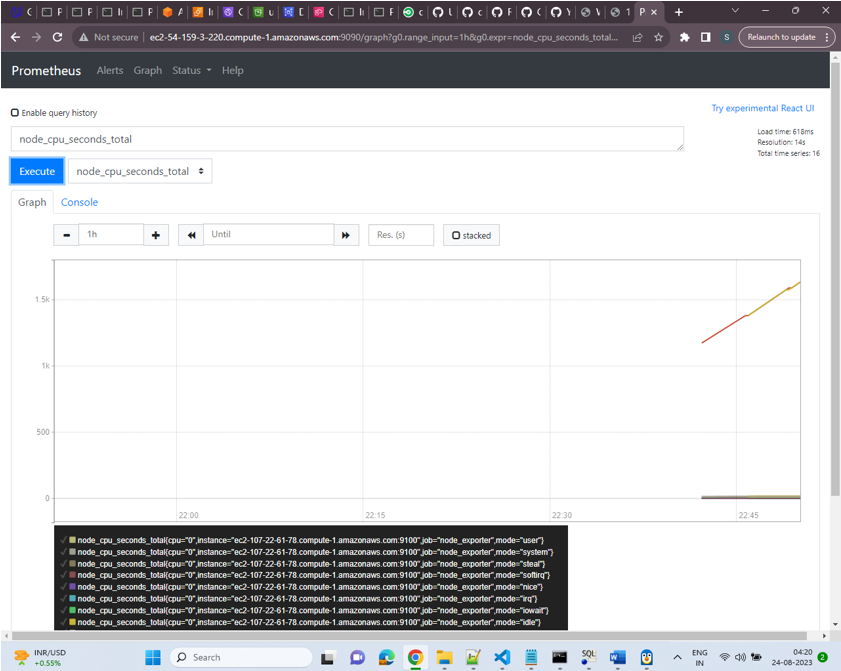 Not secure
ec2-54-159-3-220.compute-1.amazonaws.com:9090/graph?g0.range_input=1h&g0.expr=node_cpu_seconds_total...
S
Relaunch to update
Prometheus
Alerts
Graph
Status
Help
Enable query history
Try experimental React UI
node_cpu_seconds_total
Load time: 618ms
Resolution: 14s
Total time series: 16
Execute
node_cpu_seconds_total
Graph
Console
1h
Until
Res. (s)
stacked
1.5k
1k
500
0
22:00
22:15
22:30
22:45
node_cpu_seconds_total{cpu="0",instance="ec2-107-22-61-78.compute-1.amazonaws.com:9100",job="node_exporter",mode="user"}
node_cpu_seconds_total{cpu="0",instance="ec2-107-22-61-78.compute-1.amazonaws.com:9100",job="node_exporter",mode="system"}
node_cpu_seconds_total{cpu="0",instance="ec2-107-22-61-78.compute-1.amazonaws.com:9100",job="node_exporter",mode="steal"}
node_cpu_seconds_total{cpu="0",instance="ec2-107-22-61-78.compute-1.amazonaws.com:9100",job="node_exporter",mode="softirq"}
node_cpu_seconds_total{cpu="0",instance="ec2-107-22-61-78.compute-1.amazonaws.com:9100",job="node_exporter",mode="nice"}
node_cpu_seconds_total{cpu="0",instance="ec2-107-22-61-78.compute-1.amazonaws.com:9100",job="node_exporter",mode="irq"}
node_cpu_seconds_total{cpu="0",instance="ec2-107-22-61-78.compute-1.amazonaws.com:9100",job="node_exporter",mode="iowait"}
node_cpu_seconds_total{cpu="0",instance="ec2-107-22-61-78.compute-1.amazonaws.com:9100",job="node_exporter",mode="idle"}
INR/USD
+0.55%
Search
SQL
ENG
IN
04:20
24-08-2023
2